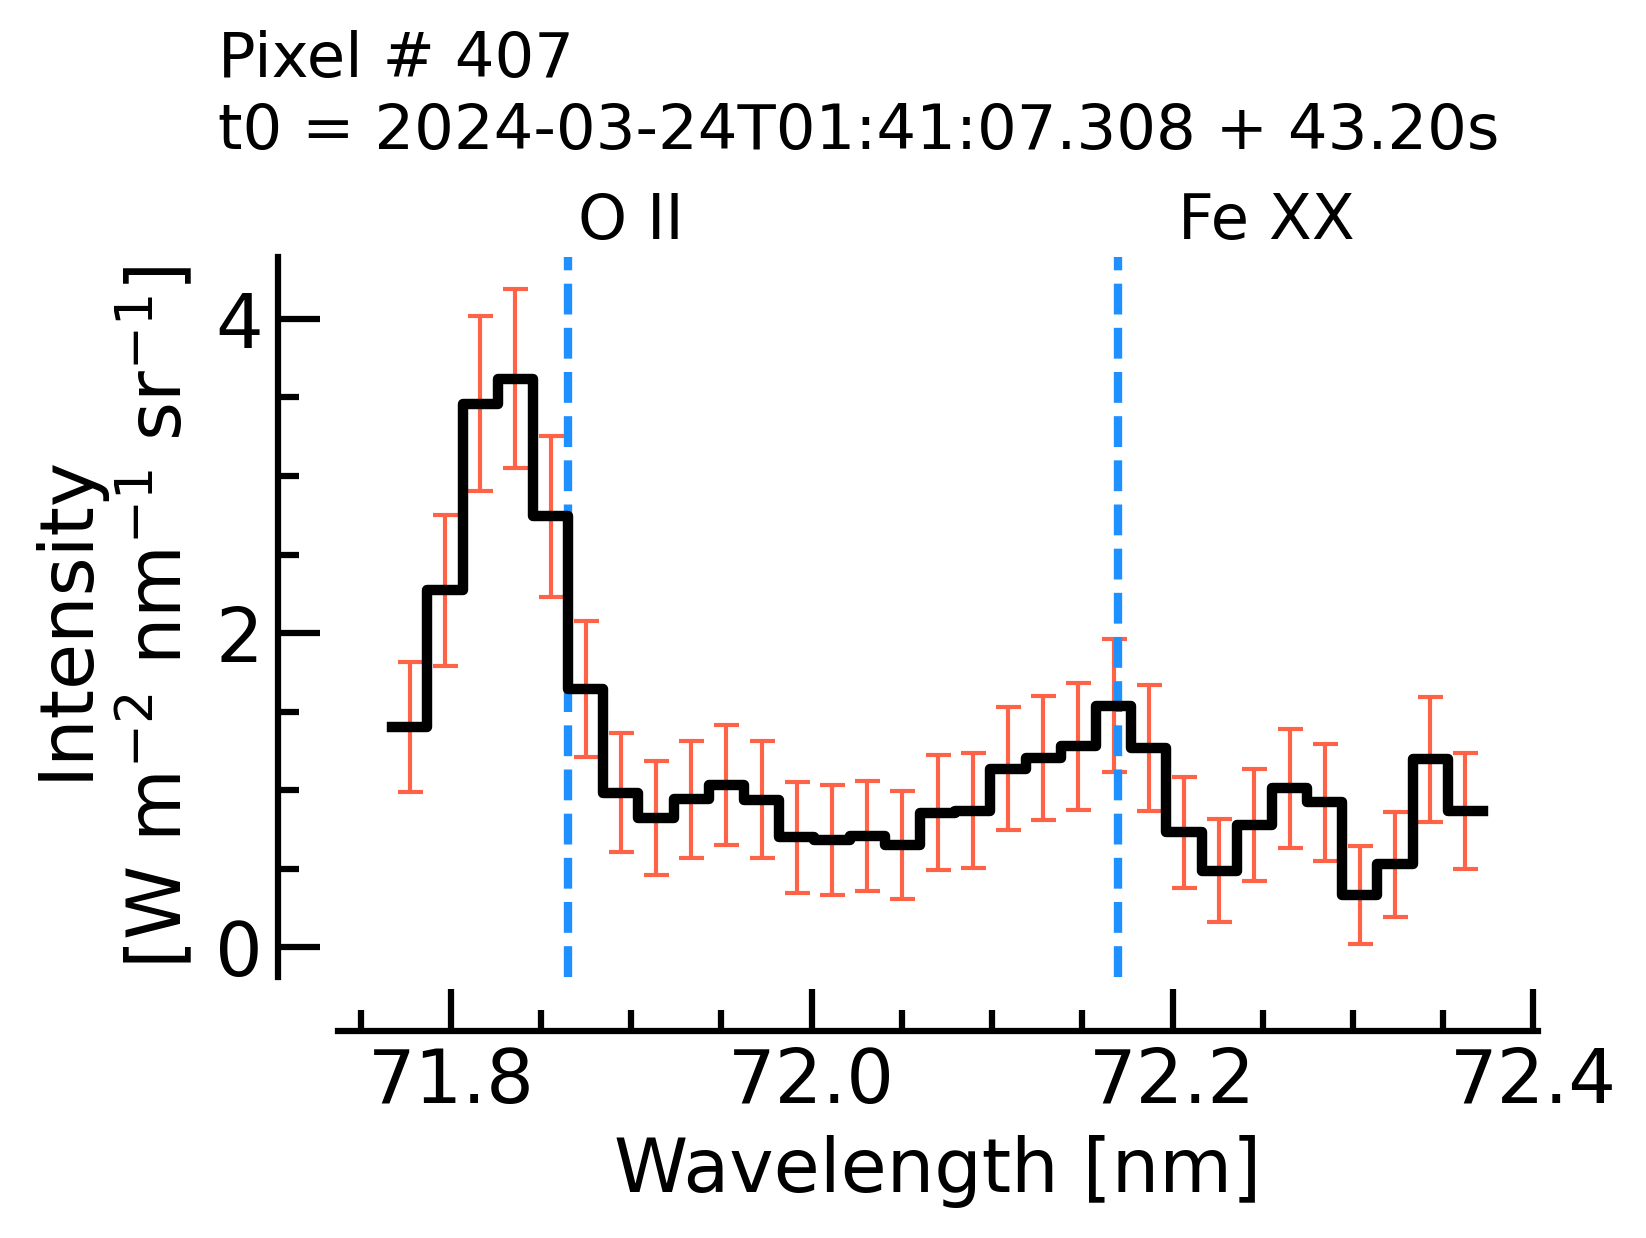 Pixel # 407
t0 = 2024-03-24T01:41:07.308 + 43.20s
O II Fe XX
Intensity
[W m⁻² nm⁻¹ sr⁻¹]
4
2
0
71.8 72.0 72.2 72.4
Wavelength [nm]